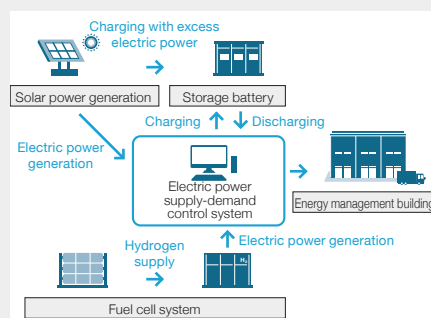 Charging with excess
electric power
Solar power generation
Storage battery
Charging
Discharging
Electric power
generation
Electric power
supply-demand
control system
Energy management building
Hydrogen
supply
Electric power generation
H2
Fuel cell system